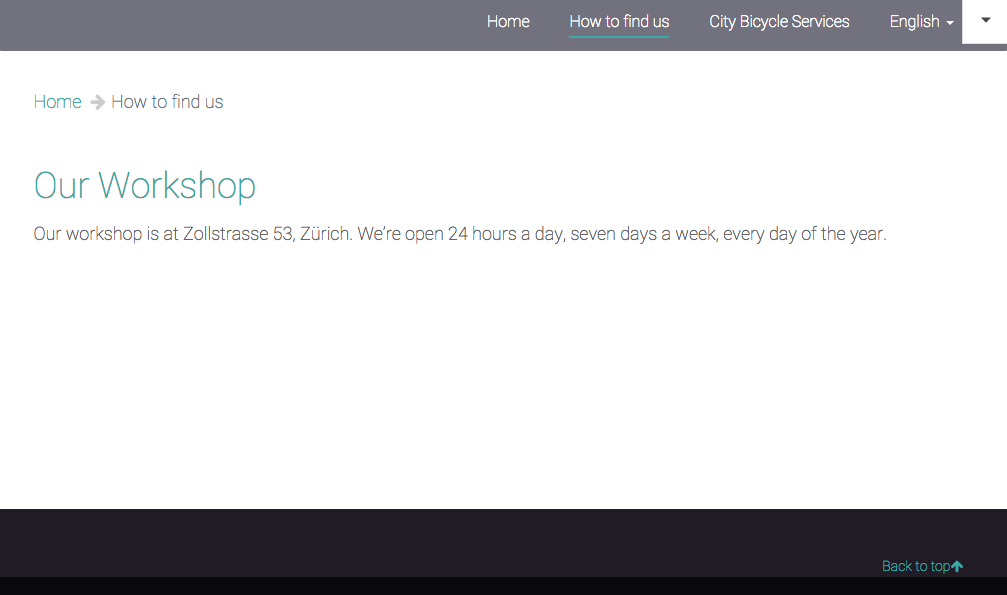 Home How to find us City Bicycle Services English
Home How to find us
Our Workshop
Our workshop is at Zollstrasse 53, Zürich. We’re open 24 hours a day, seven days a week, every day of the year.
Back to top